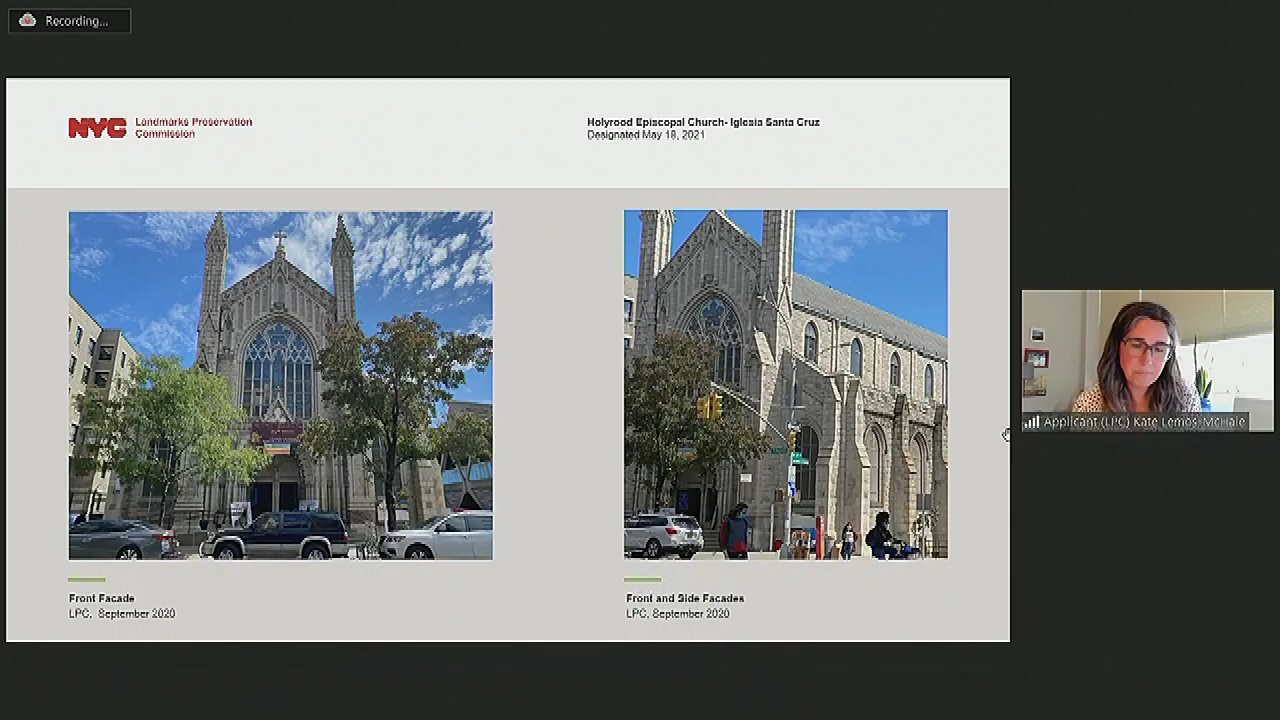 Recording...
NYC
Landmarks Preservation
Commission
Holyrood Episcopal Church- Iglesia Santa Cruz
Designated May 18, 2021
Front Facade
LPC, September 2020
Front and Side Facades
LPC, September 2020
Applicant (LPC) Kate Lemos McHale